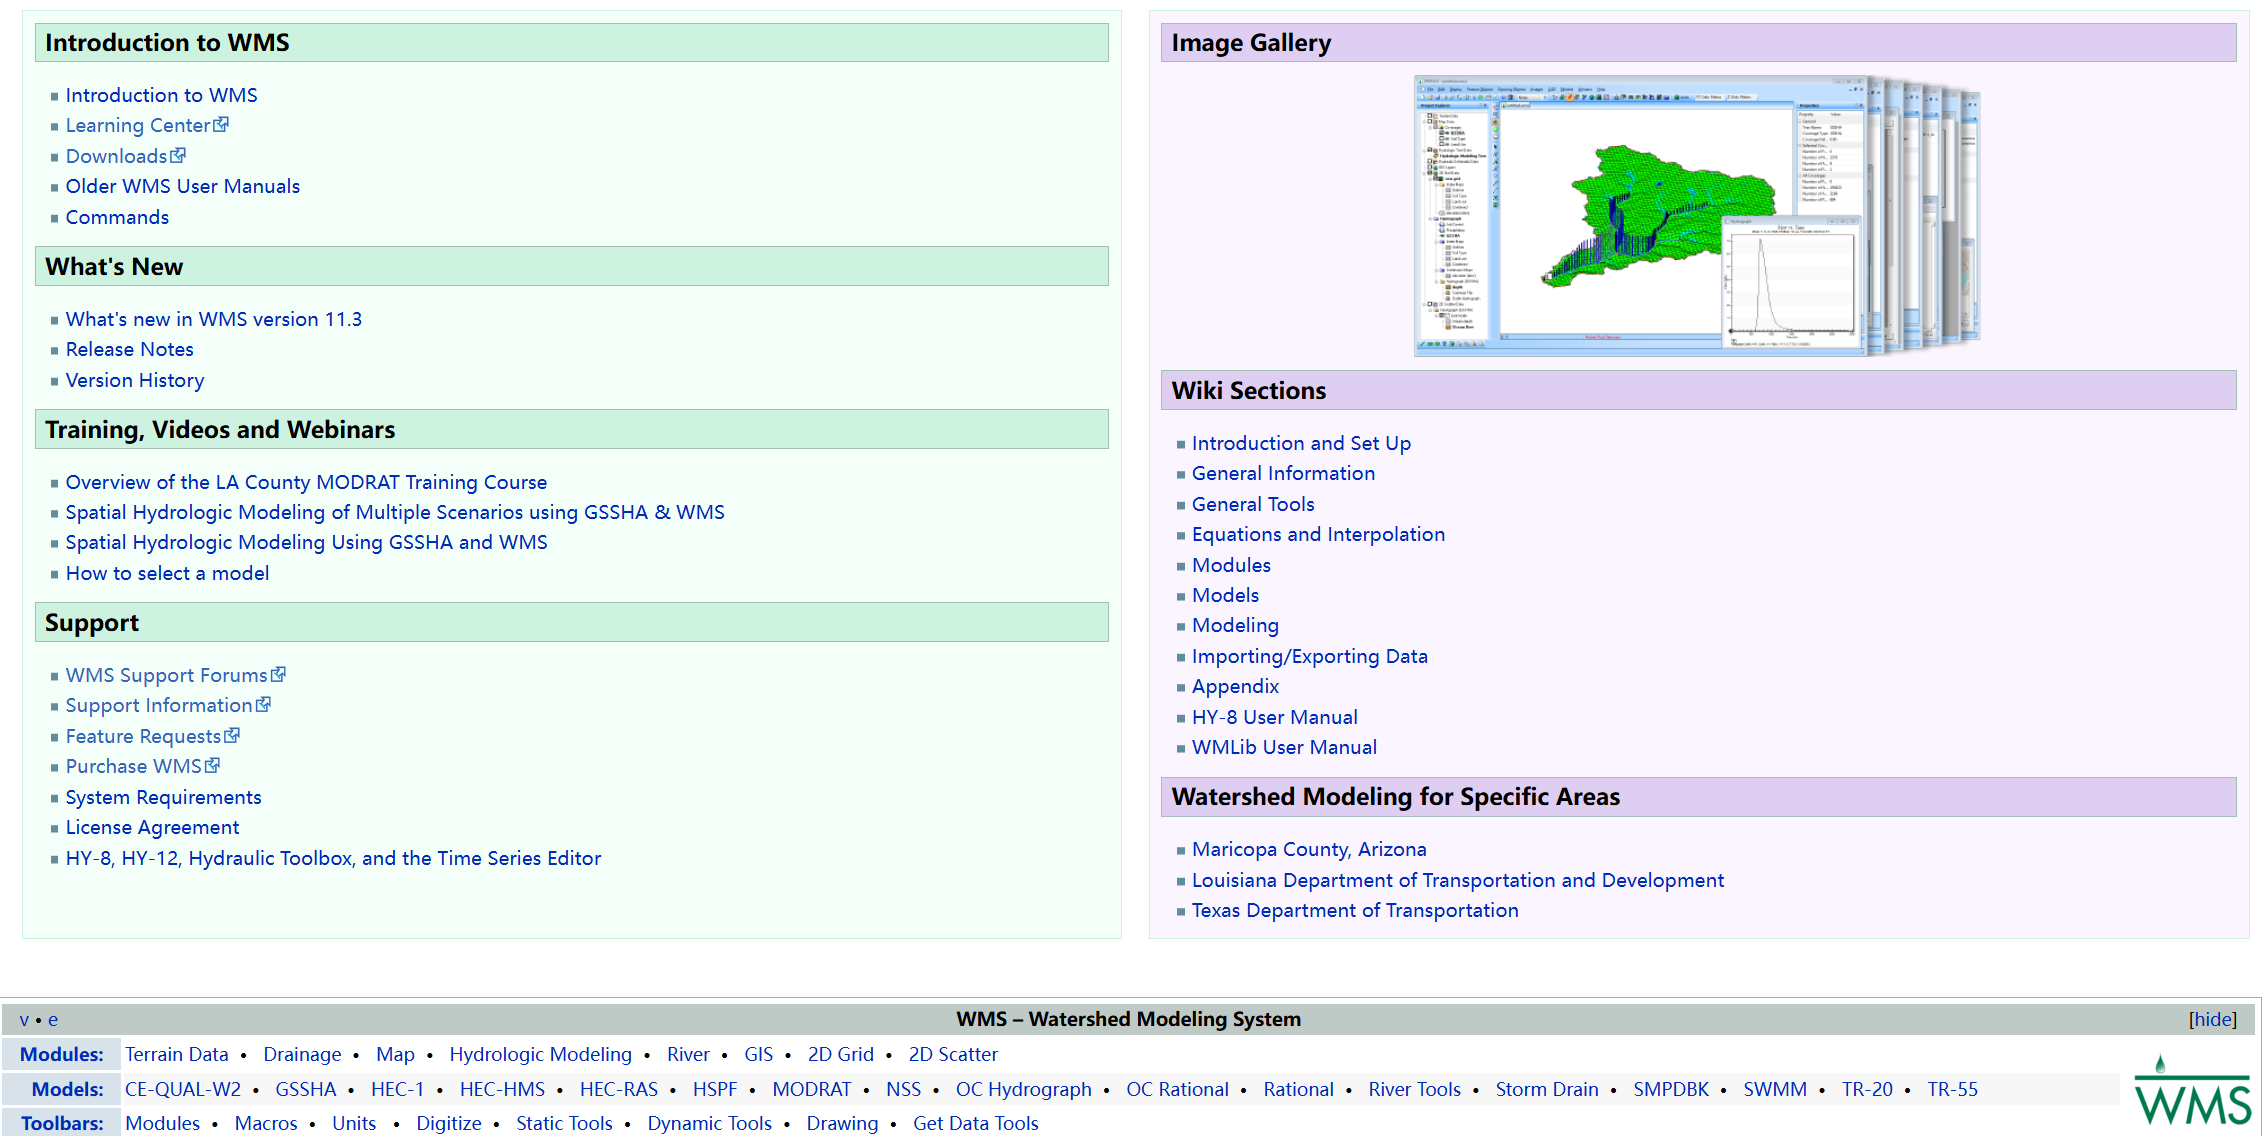 Introduction to WMS
Introduction to WMS
Learning Center
Downloads
Older WMS User Manuals
Commands
What's New
What's new in WMS version 11.3
Release Notes
Version History
Training, Videos and Webinars
Overview of the LA County MODRAT Training Course
Spatial Hydrologic Modeling of Multiple Scenarios using GSSHA & WMS
Spatial Hydrologic Modeling Using GSSHA and WMS
How to select a model
Support
WMS Support Forums
Support Information
Feature Requests
Purchase WMS
System Requirements
License Agreement
HY-8, HY-12, Hydraulic Toolbox, and the Time Series Editor
Image Gallery
Wiki Sections
Introduction and Set Up
General Information
General Tools
Equations and Interpolation
Modules
Models
Modeling
Importing/Exporting Data
Appendix
HY-8 User Manual
WMLib User Manual
Watershed Modeling for Specific Areas
Maricopa County, Arizona
Louisiana Department of Transportation and Development
Texas Department of Transportation
v • e WMS – Watershed Modeling System [hide]
Modules: Terrain Data • Drainage • Map • Hydrologic Modeling • River • GIS • 2D Grid • 2D Scatter
Models: CE-QUAL-W2 • GSSHA • HEC-1 • HEC-HMS • HEC-RAS • HSPF • MODRAT • NSS • OC Hydrograph • OC Rational • Rational • River Tools • Storm Drain • SMPDBK • SWMM • TR-20 • TR-55
Toolbars: Modules • Macros • Units • Digitize • Static Tools • Dynamic Tools • Drawing • Get Data Tools
WMS